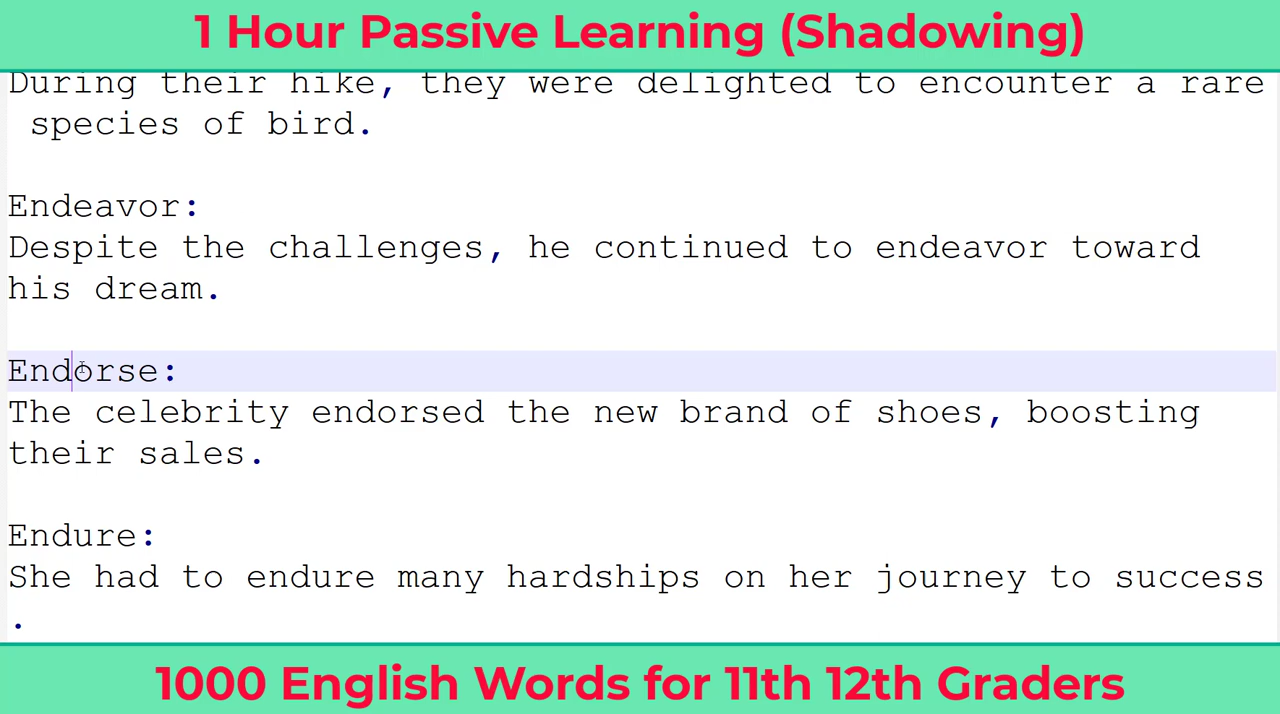 1 Hour Passive Learning (Shadowing)
During their hike, they were delighted to encounter a rare
species of bird.
Endeavor:
Despite the challenges, he continued to endeavor toward
his dream.
Endorse:
The celebrity endorsed the new brand of shoes, boosting
their sales.
Endure:
She had to endure many hardships on her journey to success
.
1000 English Words for 11th 12th Graders